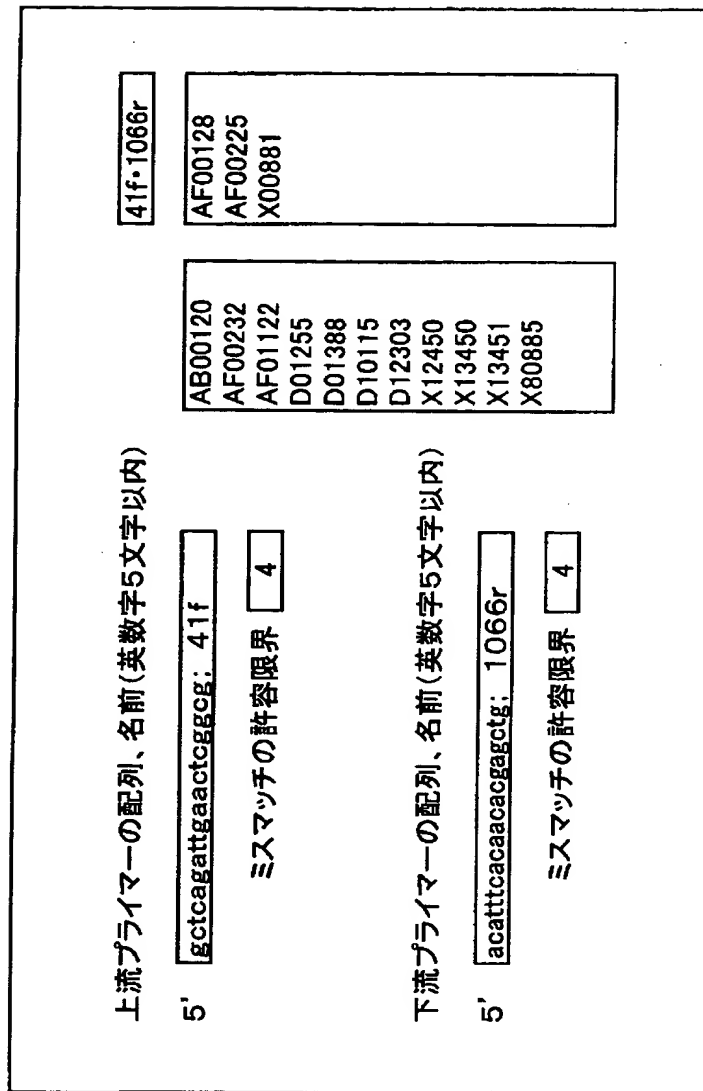 上流プライマーの配列、名前(英数字5文字以内)
5' gctcagattgaactcggcg; 41f
ミスマッチの許容限界 4
下流プライマーの配列、名前(英数字5文字以内)
5' acatttcacaacacgagctg; 1066r
ミスマッチの許容限界 4
AB00120
AF00232
AF01122
D01255
D01388
D10115
D12303
X12450
X13450
X13451
X80885
41f・1066r
AF00128
AF00225
X00881